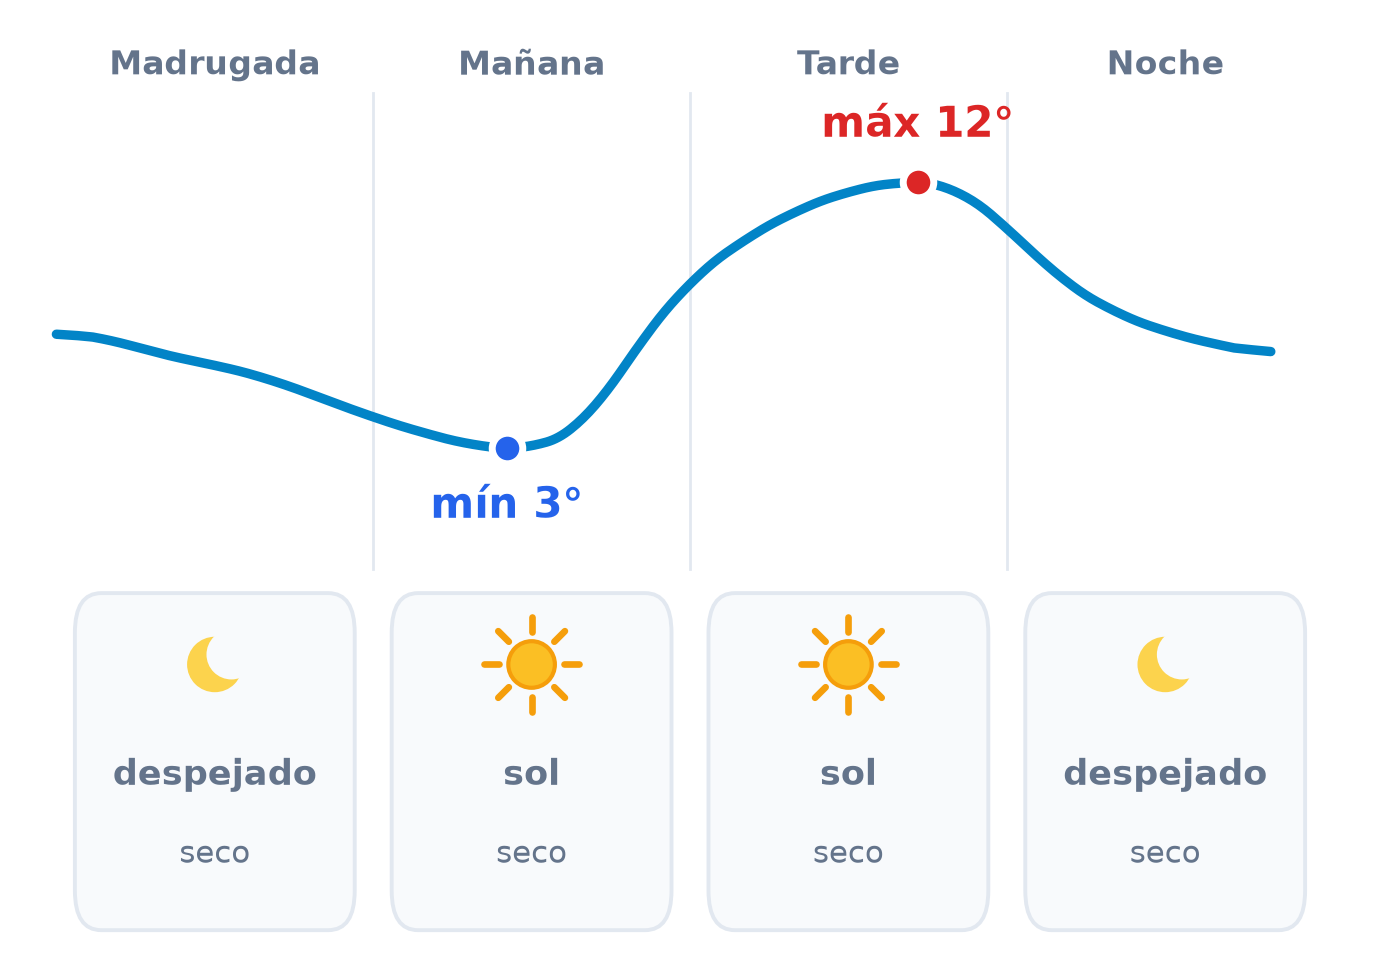 Madrugada
Mañana
Tarde
Noche
máx 12°
mín 3°
despejado
sol
sol
despejado
seco
seco
seco
seco